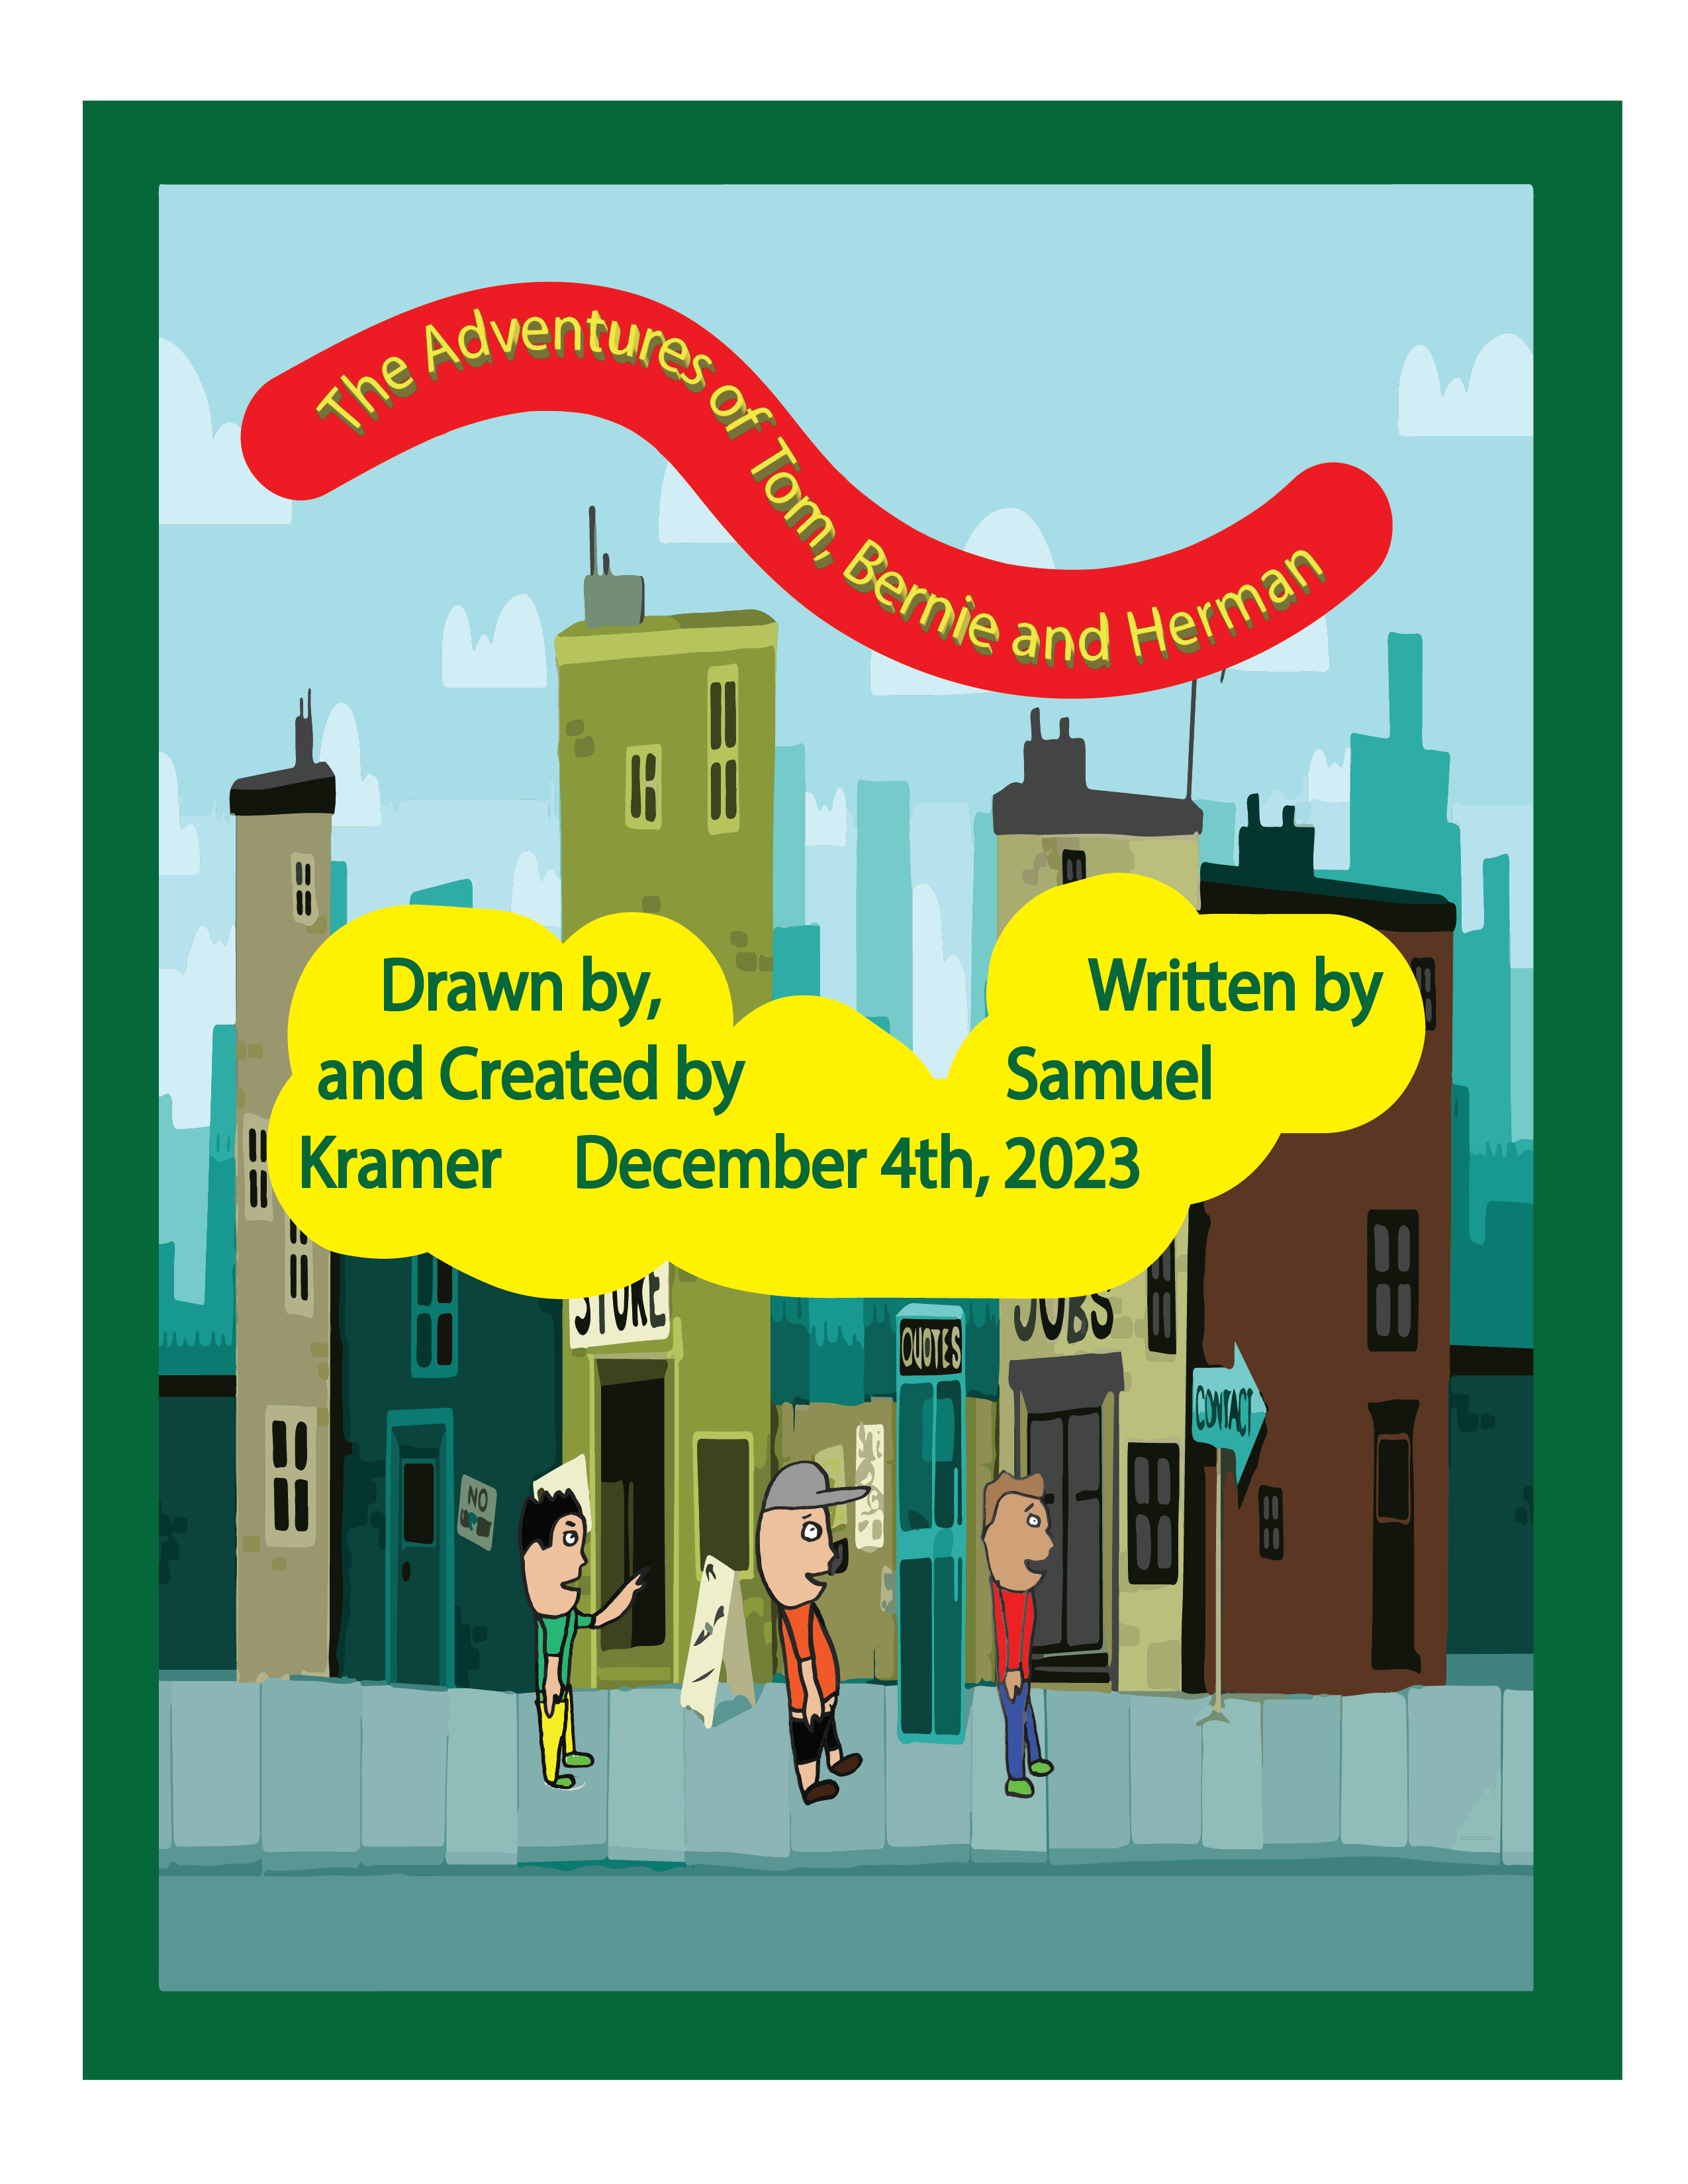 The Adventures of Tom, Bernie and Herman
Drawn by, Written by
and Created by Samuel
Kramer December 4th, 2023
STORE
JOBS
QUOTES
CONTACT
NO